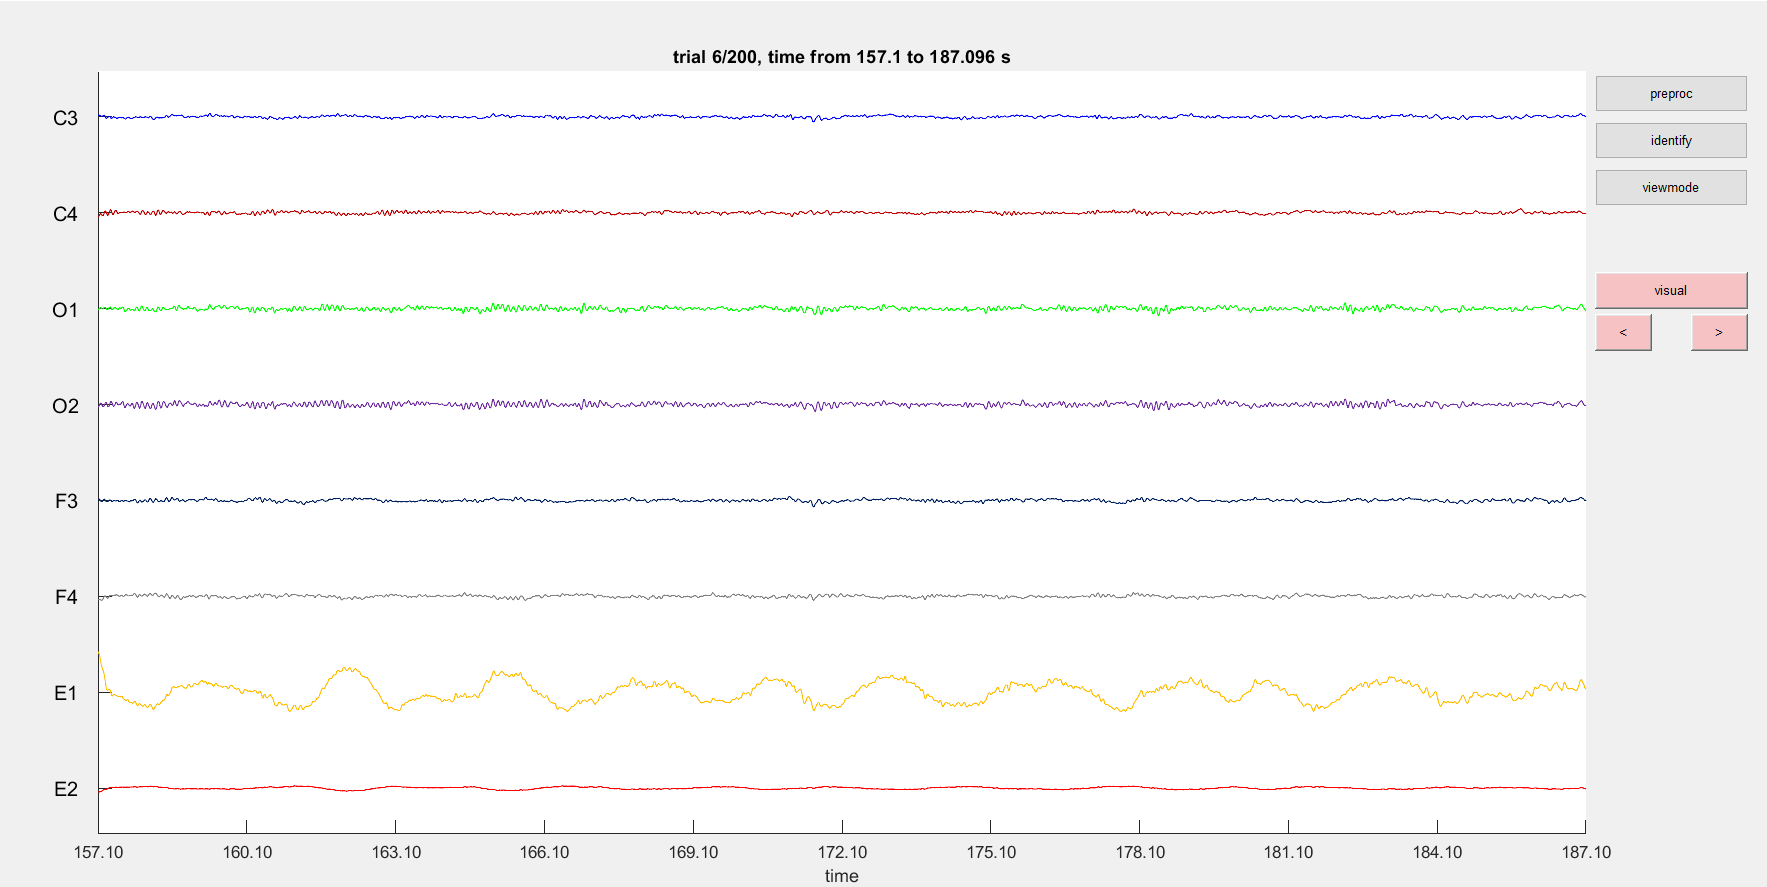 trial 6/200, time from 157.1 to 187.096 s
preproc
C3
identify
viewmode
C4
visual
O1
< >
O2
F3
F4
E1
E2
157.10 160.10 163.10 166.10 169.10 172.10 175.10 178.10 181.10 184.10 187.10
time